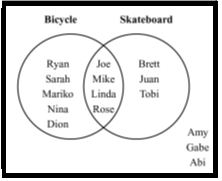 Bicycle Skateboard
Ryan Joe Brett
Sarah Mike Juan
Mariko Linda Tobi
Nina Rose
Dion
Amy
Gabe
Abi